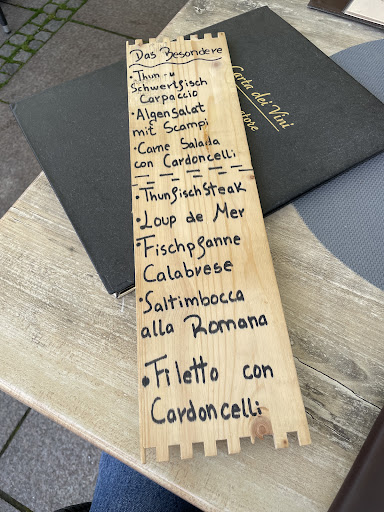 Das Besondere
• Thun- u
Schwertfisch
Carpaccio
• Algensalat
mit Scampi
• Carne Salada
con Cardoncelli
• Thunfischsteak
• Loup de Mer
• Fischpfanne
Calabrese
• Saltimbocca
alla Romana
• Filetto con
Cardoncelli
Carta dei Vini